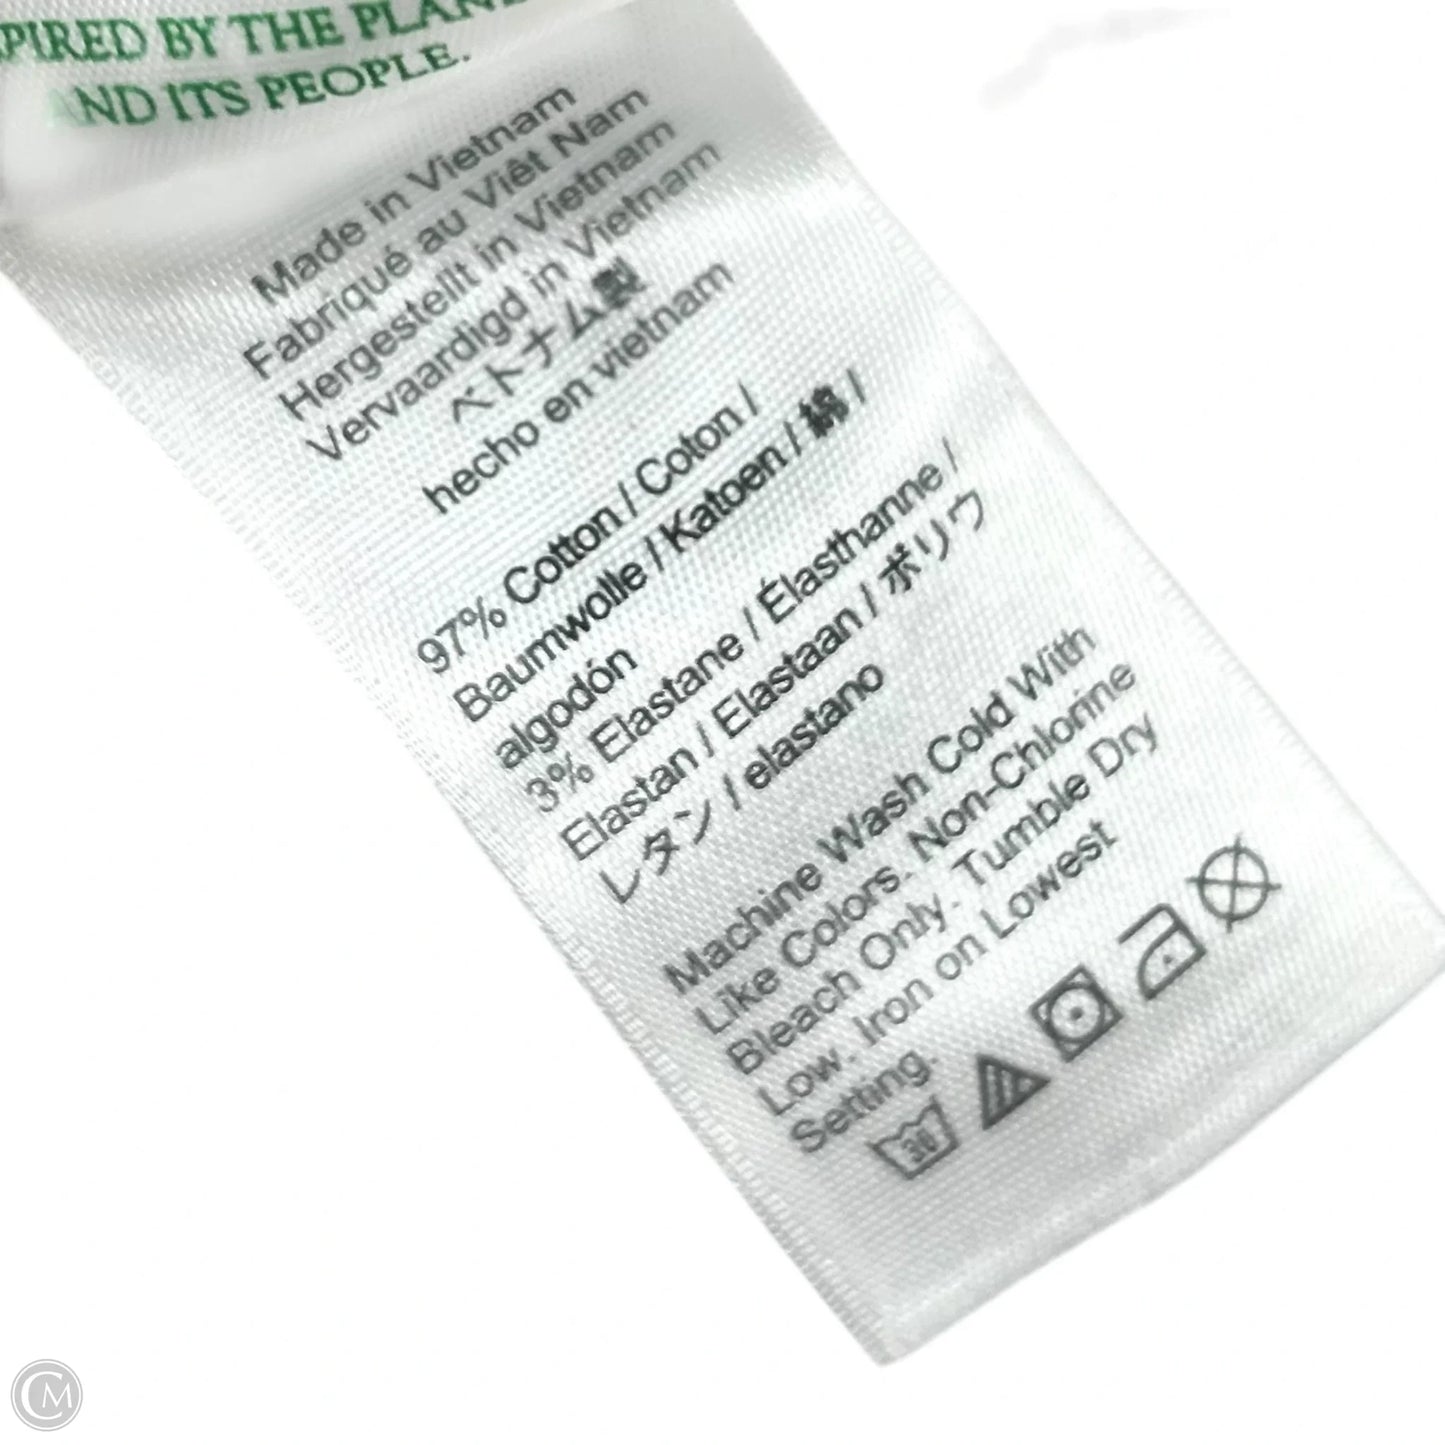 PIRED BY THE PLAN
AND ITS PEOPLE.
Made in Vietnam
Fabriqué au Viêt Nam
Hergestellt in Vietnam
Vervaardigd in Vietnam
ベトナム製
hecho en vietnam
97% Cotton / Coton /
Baumwolle / Katoen / 綿 /
algodón
3% Elastane / Élasthanne /
Elastan / Elastaan / ポリウ
レタン / elastano
Machine Wash Cold With
Like Colors. Non-Chlorine
Bleach Only. Tumble Dry
Low. Iron on Lowest
Setting.
30
CM